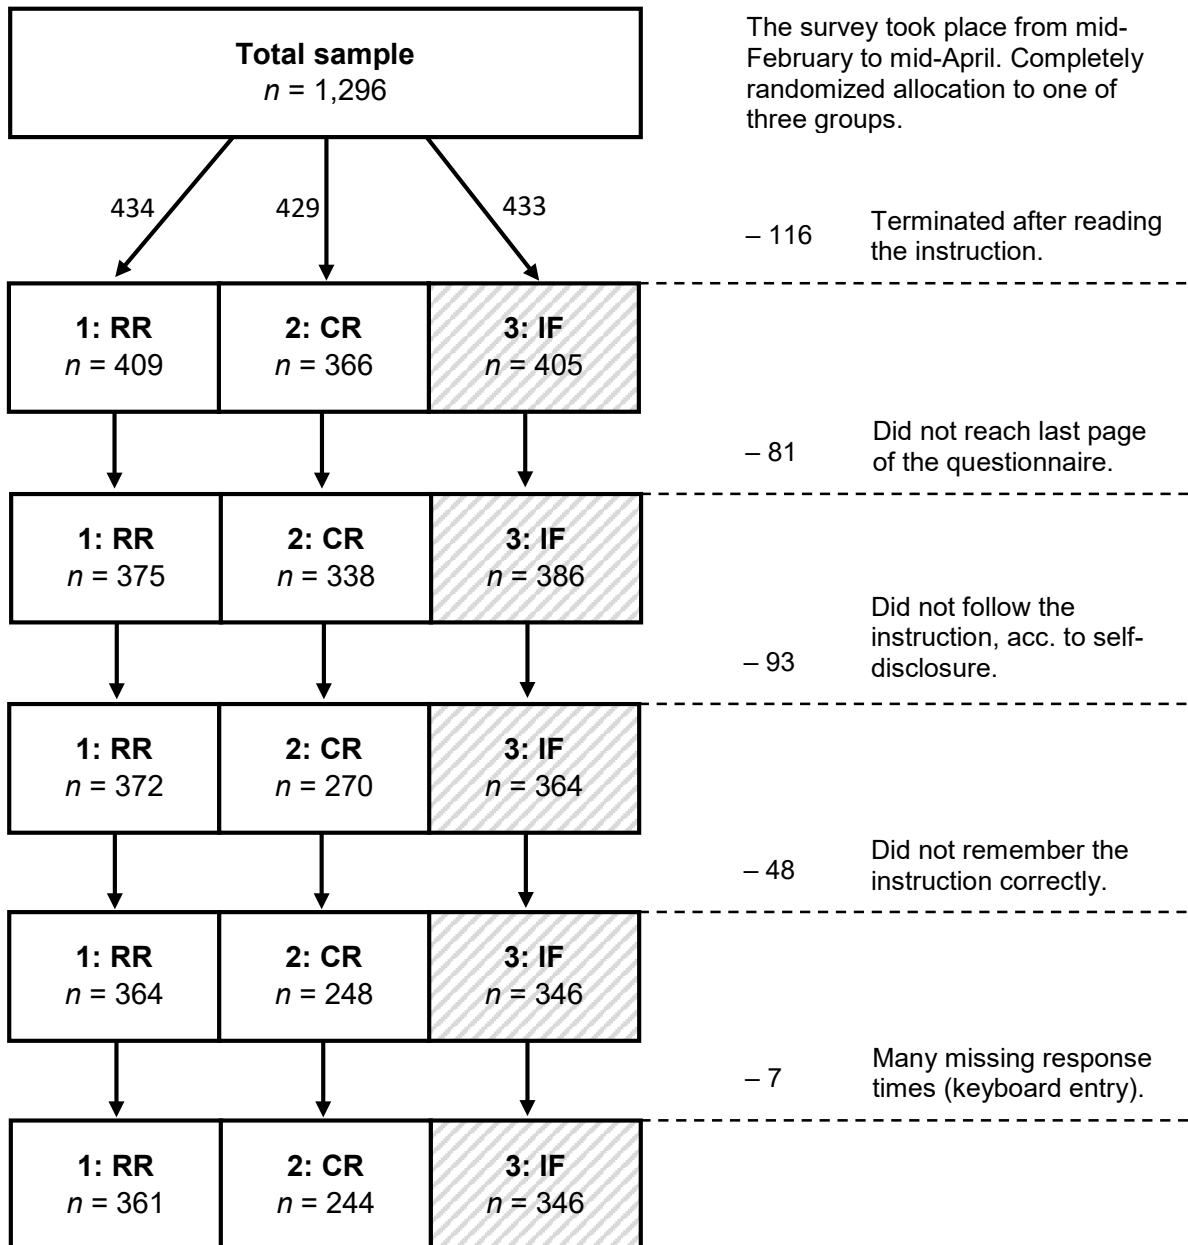 Total sample
n = 1,296
The survey took place from mid-
February to mid-April. Completely
randomized allocation to one of
three groups.
434
429
433
– 116
Terminated after reading
the instruction.
1: RR
n = 409
2: CR
n = 366
3: IF
n = 405
– 81
Did not reach last page
of the questionnaire.
1: RR
n = 375
2: CR
n = 338
3: IF
n = 386
– 93
Did not follow the
instruction, acc. to self-
disclosure.
1: RR
n = 372
2: CR
n = 270
3: IF
n = 364
– 48
Did not remember the
instruction correctly.
1: RR
n = 364
2: CR
n = 248
3: IF
n = 346
– 7
Many missing response
times (keyboard entry).
1: RR
n = 361
2: CR
n = 244
3: IF
n = 346